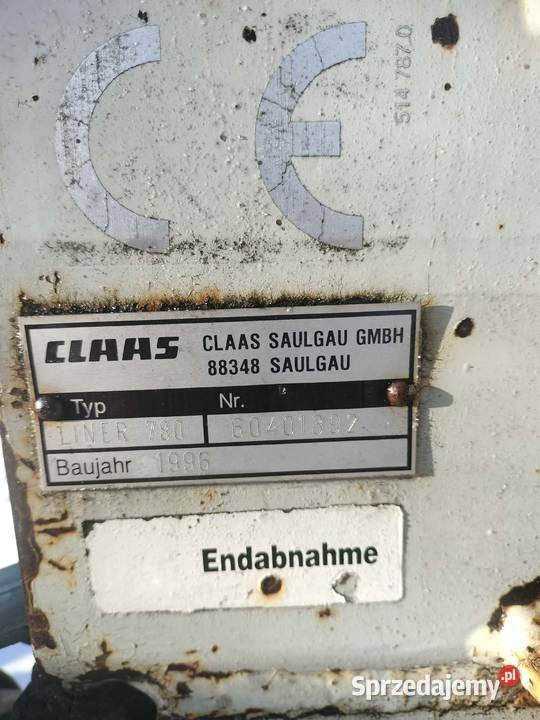 CE
514 787.0
CLAAS CLAAS SAULGAU GMBH
88348 SAULGAU
Typ Nr.
LINER 780 60401362
Baujahr 1996
Endabnahme
Sprzedajemy.pl